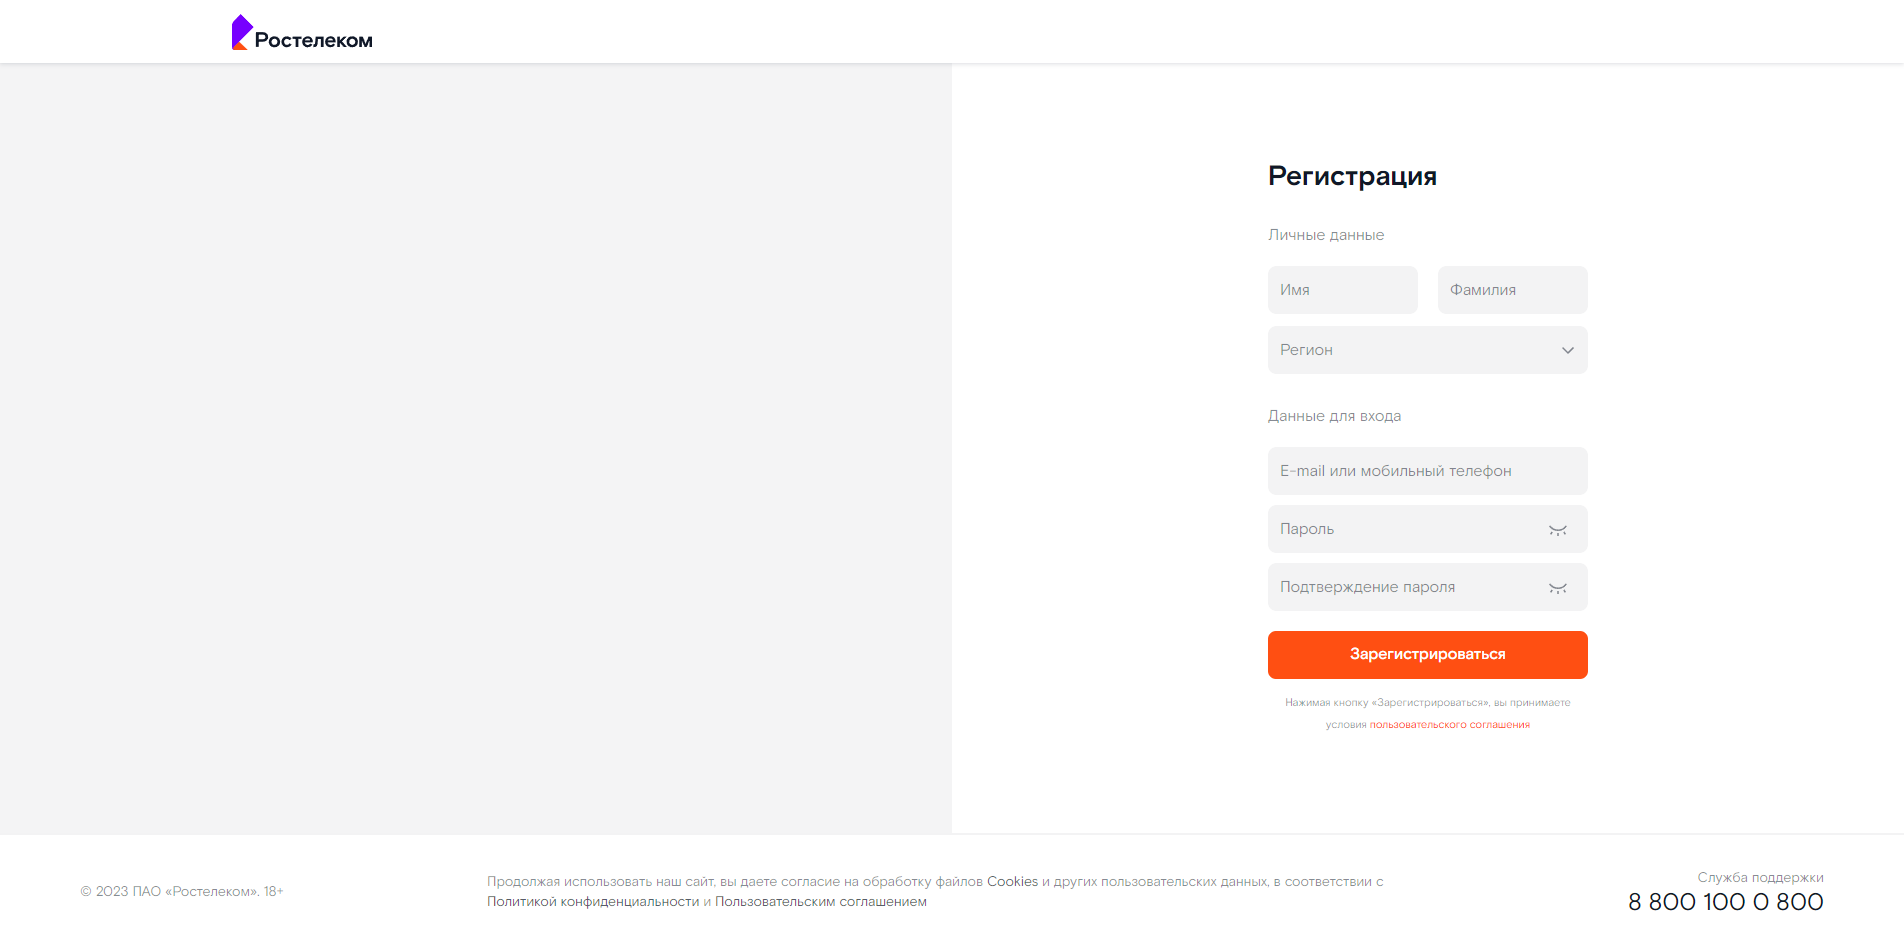 Ростелеком
Регистрация
Личные данные
Имя
Фамилия
Регион
Данные для входа
E-mail или мобильный телефон
Пароль
Подтверждение пароля
Зарегистрироваться
Нажимая кнопку «Зарегистрироваться», вы принимаете
условия пользовательского соглашения
© 2023 ПАО «Ростелеком». 18+
Продолжая использовать наш сайт, вы даете согласие на обработку файлов Cookies и других пользовательских данных, в соответствии с
Политикой конфиденциальности и Пользовательским соглашением
Служба поддержки
8 800 100 0 800